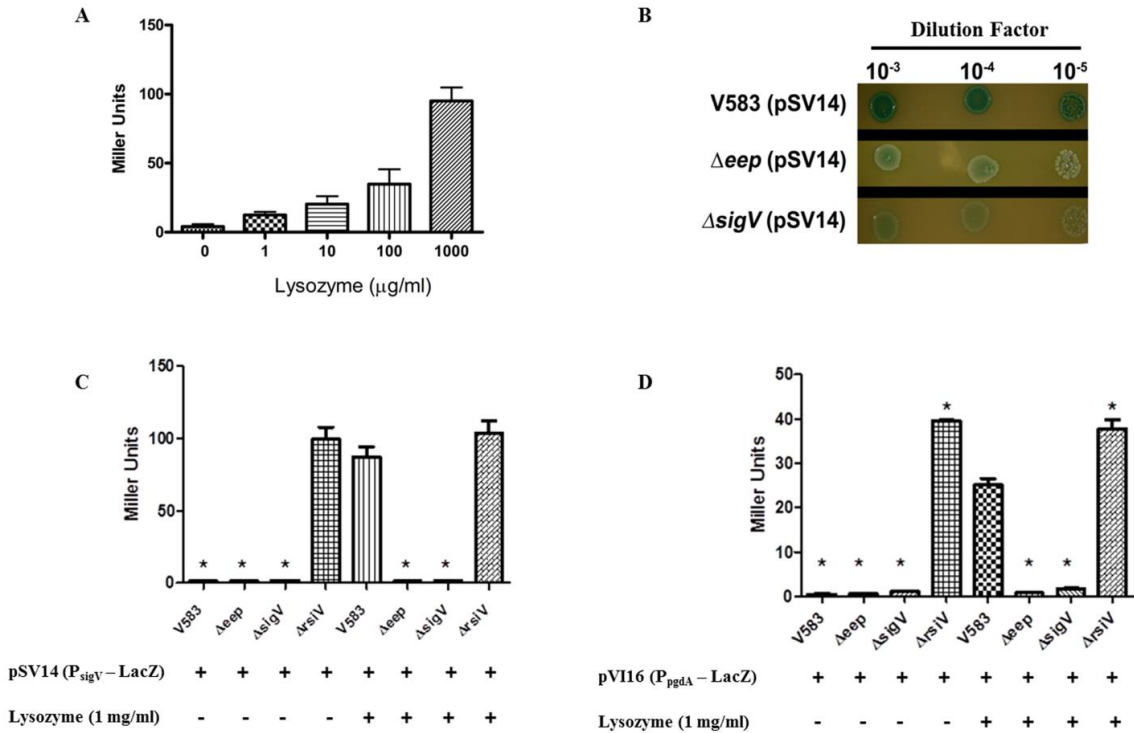 A
150
100
50
0
Miller Units
0 1 10 100 1000
Lysozyme (μg/ml)
B
Dilution Factor
10-3 10-4 10-5
V583 (pSV14)
Δeep (pSV14)
ΔsigV (pSV14)
C
150
100
50
0
Miller Units
* * * * *
V583 Δeep ΔsigV ΔrsiV V583 Δeep ΔsigV ΔrsiV
pSV14 (PsigV – LacZ) + + + + + + + +
Lysozyme (1 mg/ml) - - - - + + + +
D
50
40
30
20
10
0
Miller Units
* * * * * * *
V583 Δeep ΔsigV ΔrsiV V583 Δeep ΔsigV ΔrsiV
pVI16 (PpgdA – LacZ) + + + + + + + +
Lysozyme (1 mg/ml) - - - - + + + +